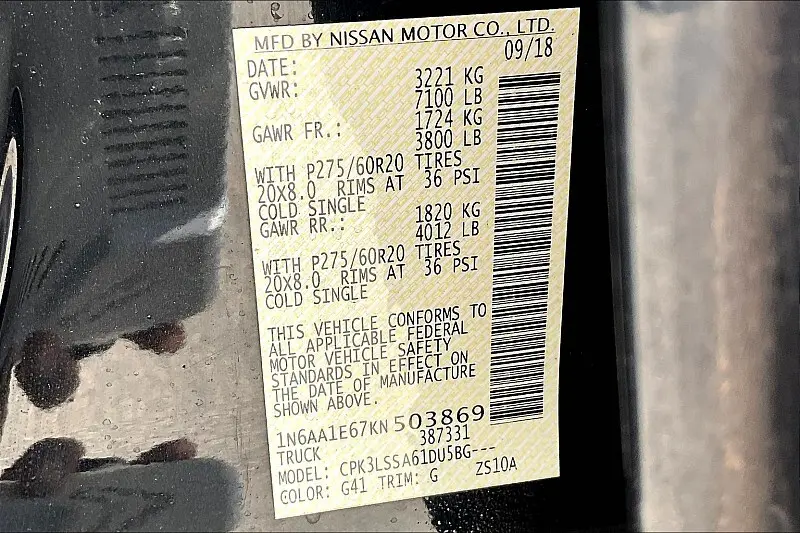 MFD BY NISSAN MOTOR CO., LTD.
DATE: 09/18
GVWR: 3221 KG
7100 LB
GAWR FR.: 1724 KG
3800 LB
WITH P275/60R20 TIRES
20X8.0 RIMS AT 36 PSI
COLD SINGLE
GAWR RR.: 1820 KG
4012 LB
WITH P275/60R20 TIRES
20X8.0 RIMS AT 36 PSI
COLD SINGLE
THIS VEHICLE CONFORMS TO
ALL APPLICABLE FEDERAL
MOTOR VEHICLE SAFETY
STANDARDS IN EFFECT ON
THE DATE OF MANUFACTURE
SHOWN ABOVE.
1N6AA1E67KN503869
TRUCK 387331
MODEL: CPK3LSSA61DU5BG---
COLOR: G41 TRIM: G ZS10A